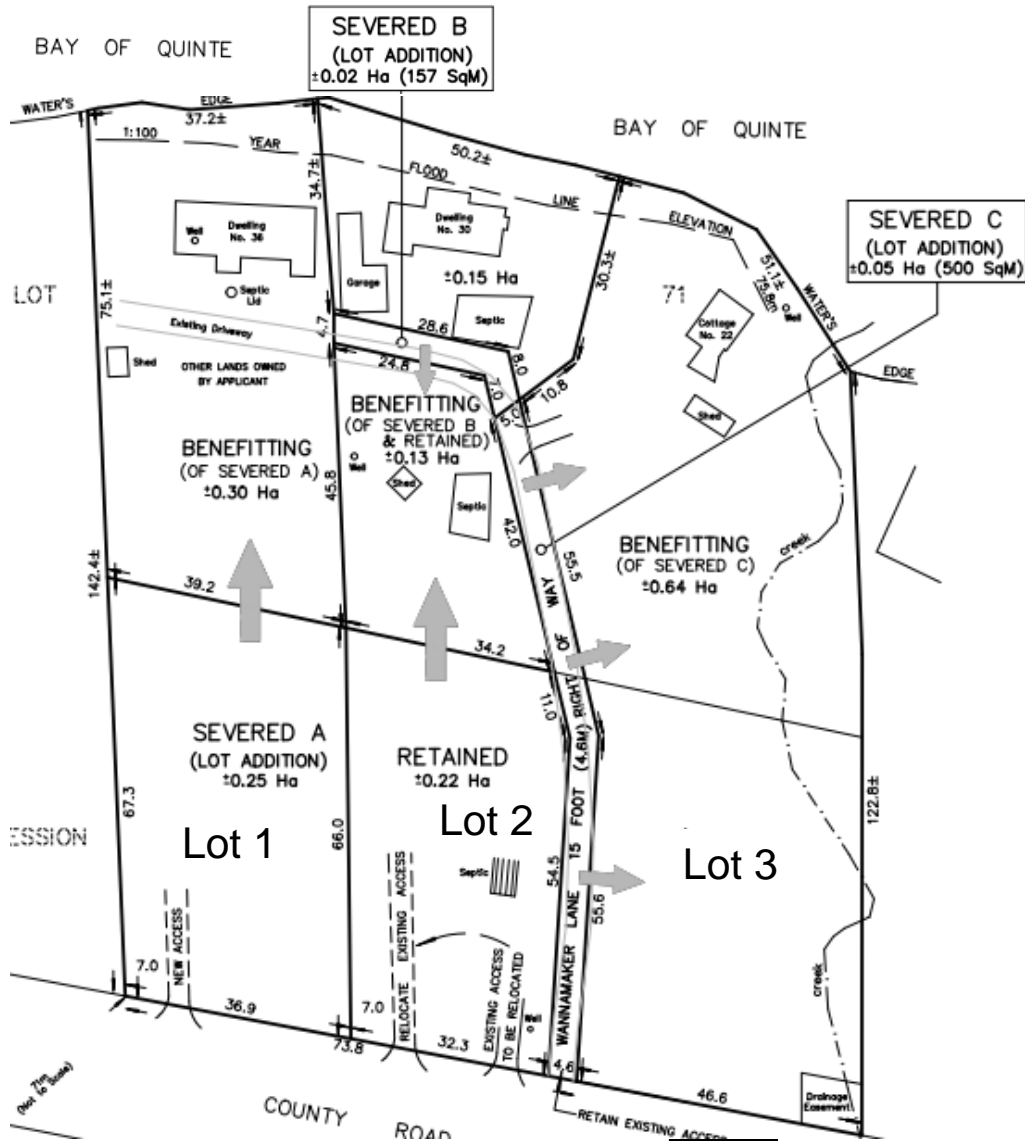 BAY OF QUINTE
SEVERED B
(LOT ADDITION)
±0.02 Ha (157 SqM)
WATER'S
EDGE
37.2±
BAY OF QUINTE
1:100
YEAR
FLOOD
LINE
ELEVATION
50.2±
34.7±
SEVERED C
(LOT ADDITION)
±0.05 Ha (500 SqM)
Well
Dwelling
No. 36
Dwelling
No. 30
30.3±
51.1±
75.8m
WATER'S
EDGE
Garage
±0.15 Ha
71
Well
LOT
75.1±
Septic
Lid
Septic
Cottage
No. 22
Existing Driveway
4.7
28.6
8.0
Shed
OTHER LANDS OWNED
BY APPLICANT
24.8
7.0
10.8
Shed
BENEFITTING
(OF SEVERED A)
±0.30 Ha
BENEFITTING
(OF SEVERED B
& RETAINED)
±0.13 Ha
Well
Shed
Septic
45.8
42.0
55.5
BENEFITTING
(OF SEVERED C)
±0.64 Ha
creek
142.4±
39.2
34.2
11.0
WANNAMAKER LANE 15 FOOT (4.6M) RIGHT OF WAY
SEVERED A
(LOT ADDITION)
±0.25 Ha
RETAINED
±0.22 Ha
67.3
66.0
122.8±
ESSION
Lot 1
Lot 2
Lot 3
Septic
54.5
55.6
NEW ACCESS
RELOCATE EXISTING ACCESS
EXISTING ACCESS
TO BE RELOCATED
Well
creek
7.0
36.9
7.0
73.8
32.3
4.6
46.6
Drainage
Easement
71m
(Not to Scale)
COUNTY ROAD
RETAIN EXISTING ACCESS